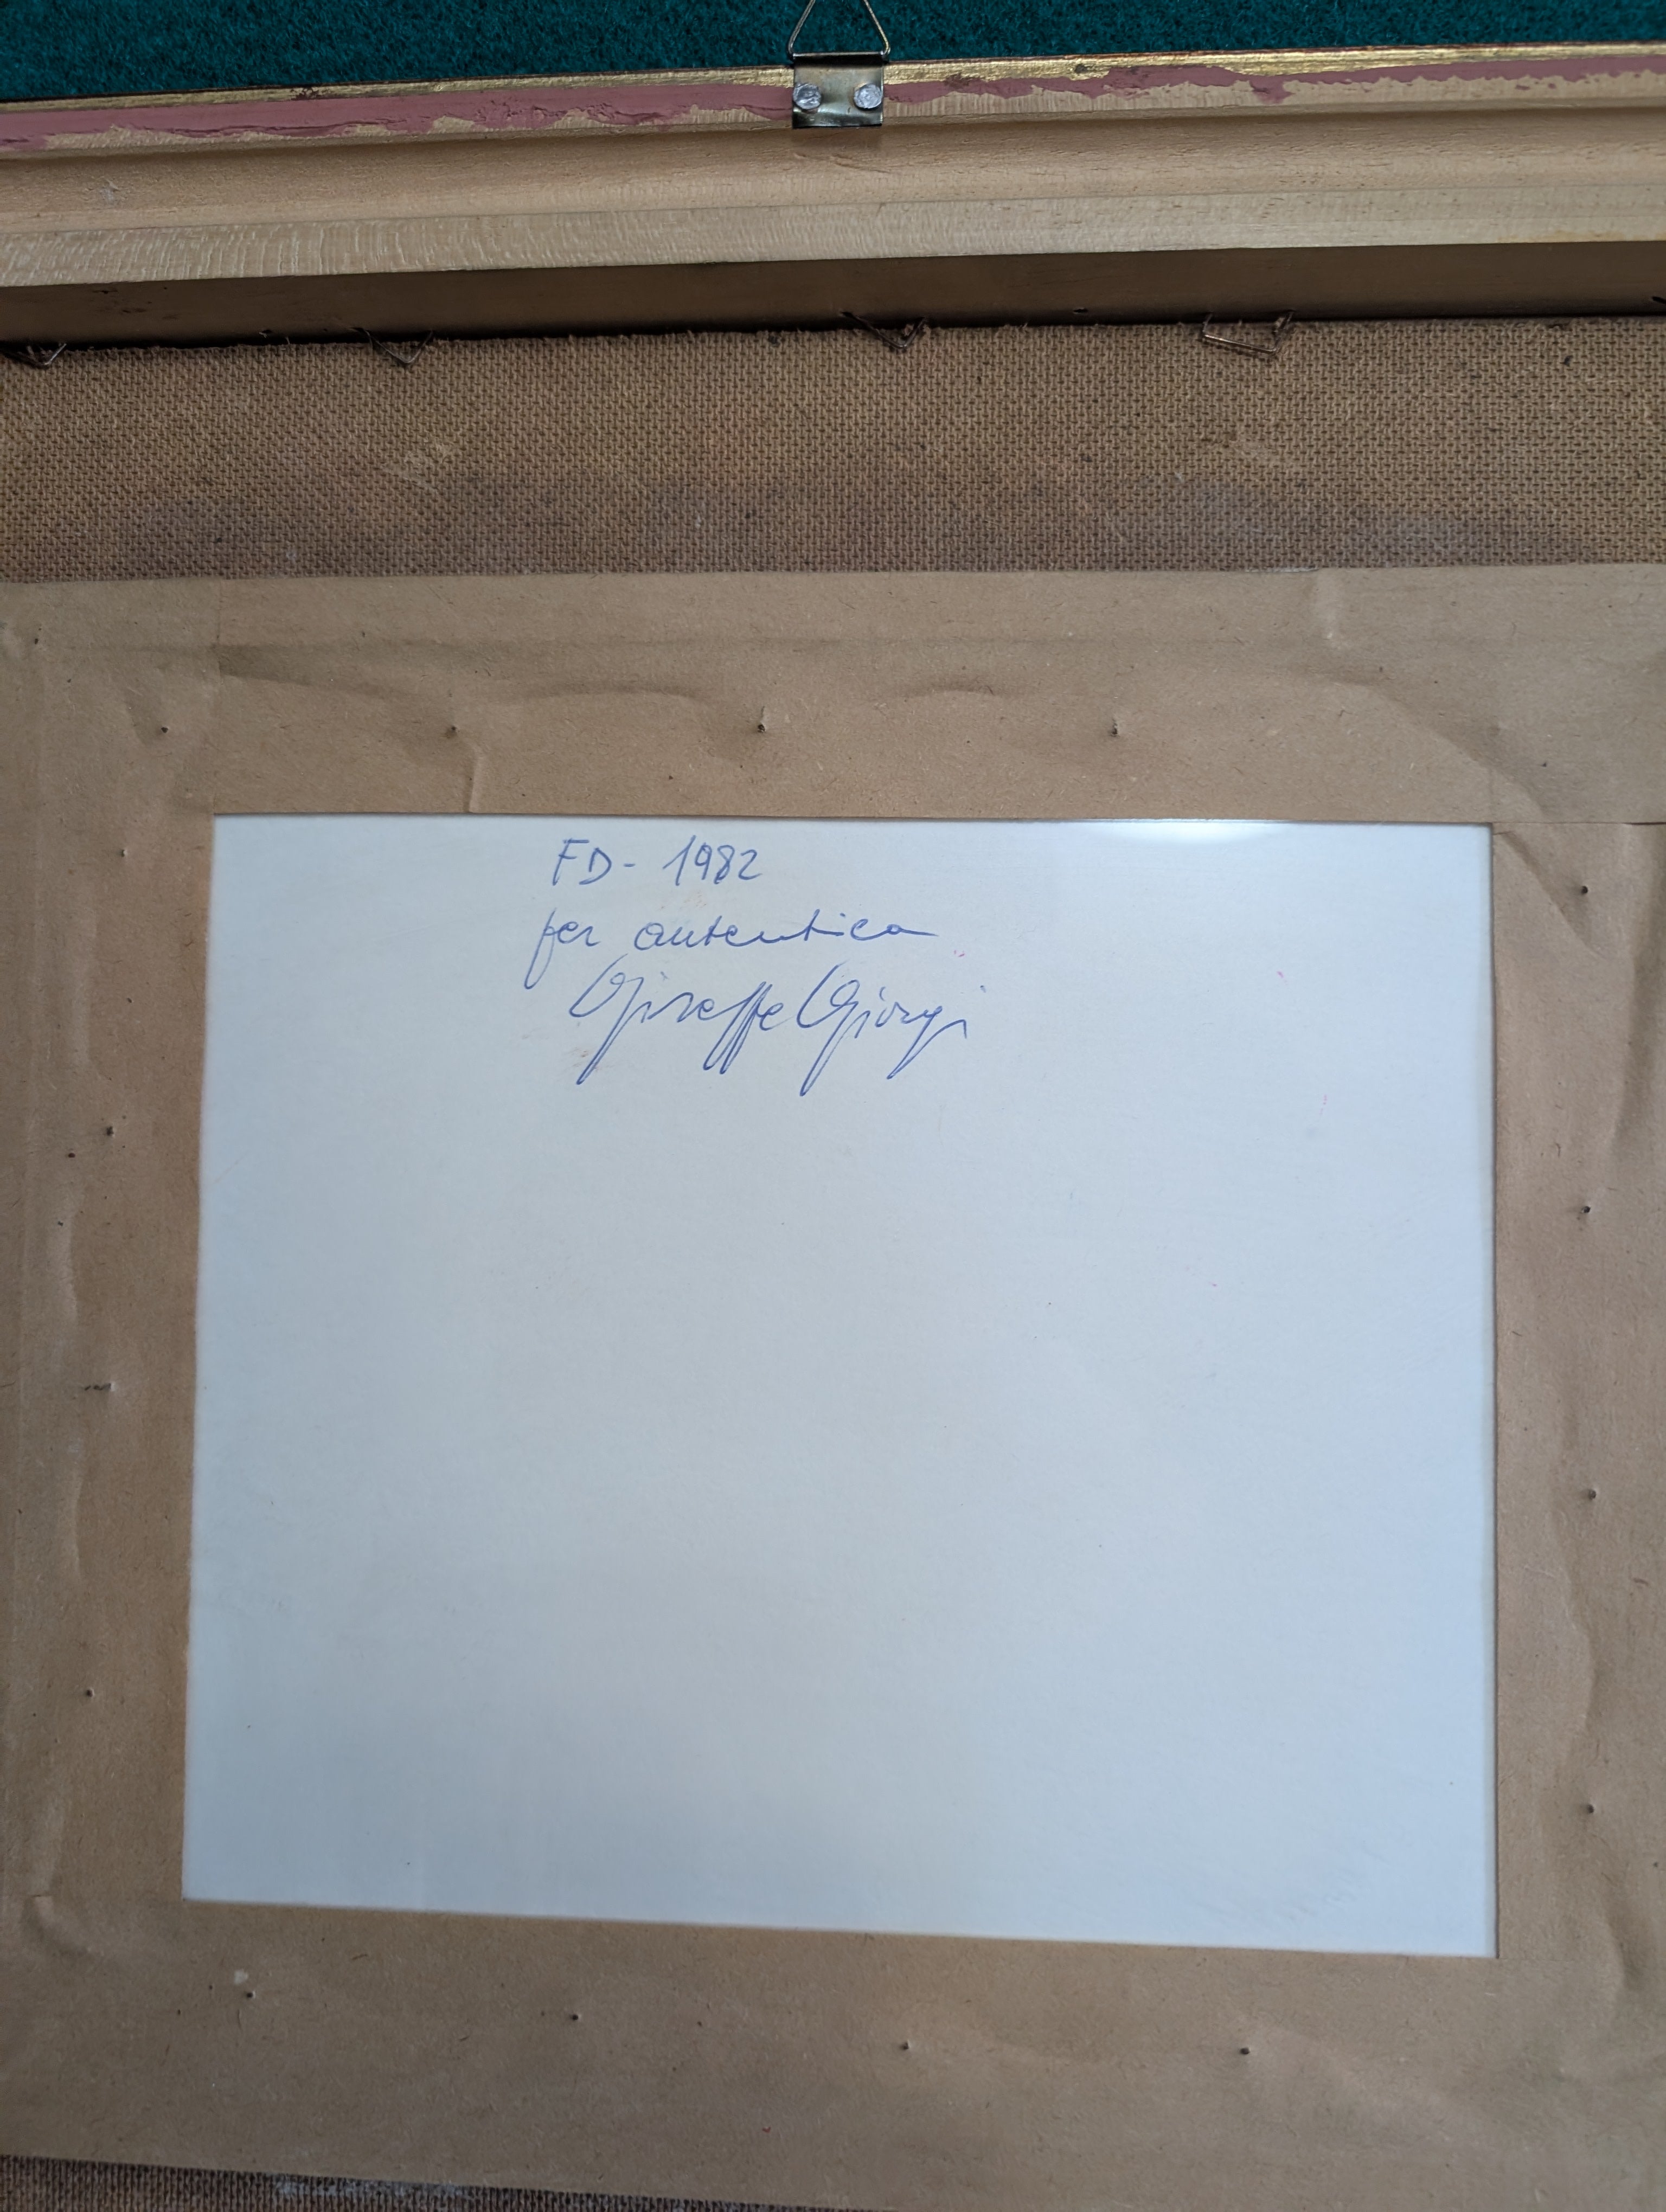 FD - 1982
per autentica
Giuseppe Giorgi